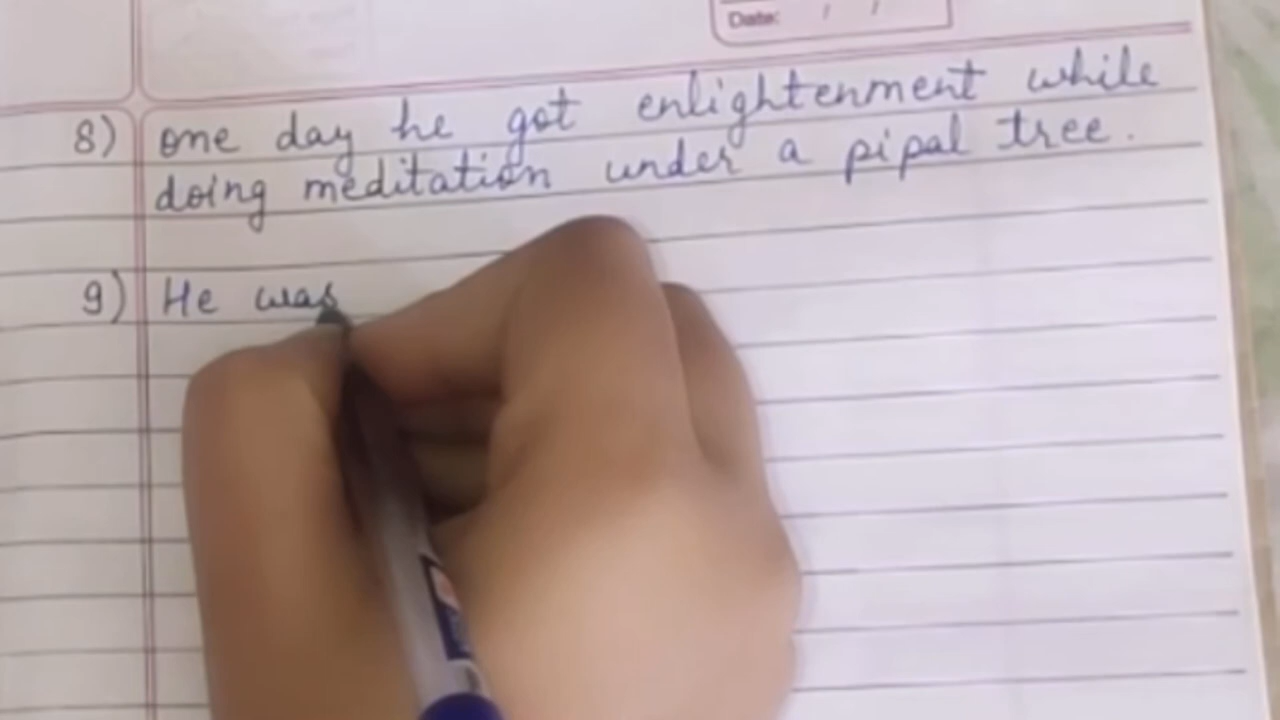 Date: / /
8) one day he got enlightenment while
doing meditation under a pipal tree.
9) He was